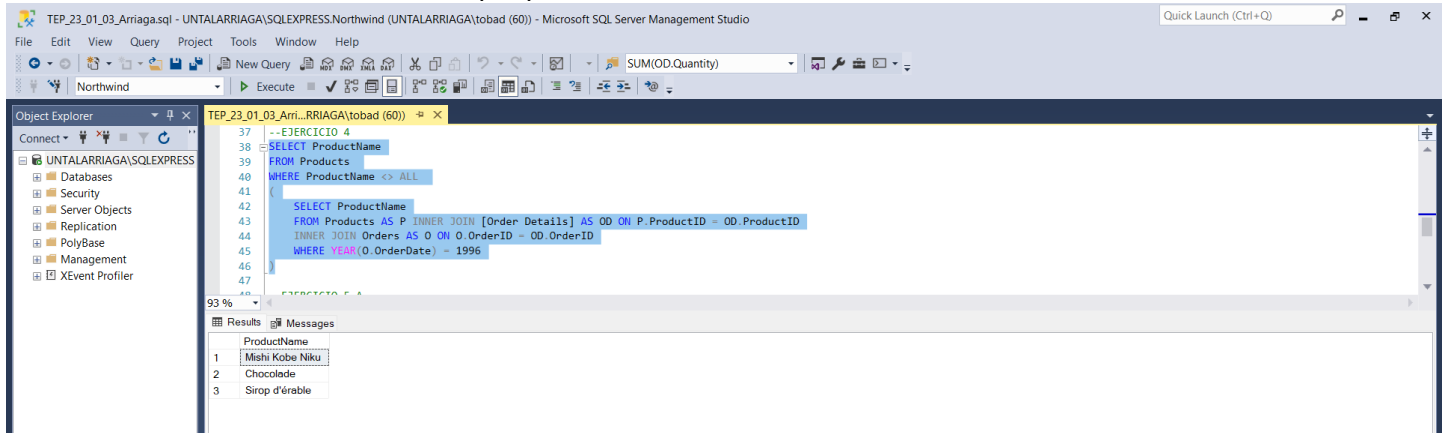 TEP_23_01_03_Arriaga.sql - UNTALARRIAGA\SQLEXPRESS.Northwind (UNTALARRIAGA\tobad (60)) - Microsoft SQL Server Management Studio
Quick Launch (Ctrl+Q)
File Edit View Query Project Tools Window Help
New Query MDX DMX XMLA DAX SUM(OD.Quantity)
Northwind Execute
Object Explorer
TEP_23_01_03_Arri...RRIAGA\tobad (60))
Connect
UNTALARRIAGA\SQLEXPRESS
Databases
Security
Server Objects
Replication
PolyBase
Management
XEvent Profiler
37 --EJERCICIO 4
38 SELECT ProductName
39 FROM Products
40 WHERE ProductName <> ALL
41 (
42 SELECT ProductName
43 FROM Products AS P INNER JOIN [Order Details] AS OD ON P.ProductID = OD.ProductID
44 INNER JOIN Orders AS O ON O.OrderID = OD.OrderID
45 WHERE YEAR(O.OrderDate) = 1996
46 )
47
93 %
Results Messages
ProductName
1 Mishi Kobe Niku
2 Chocolade
3 Sirop d'érable